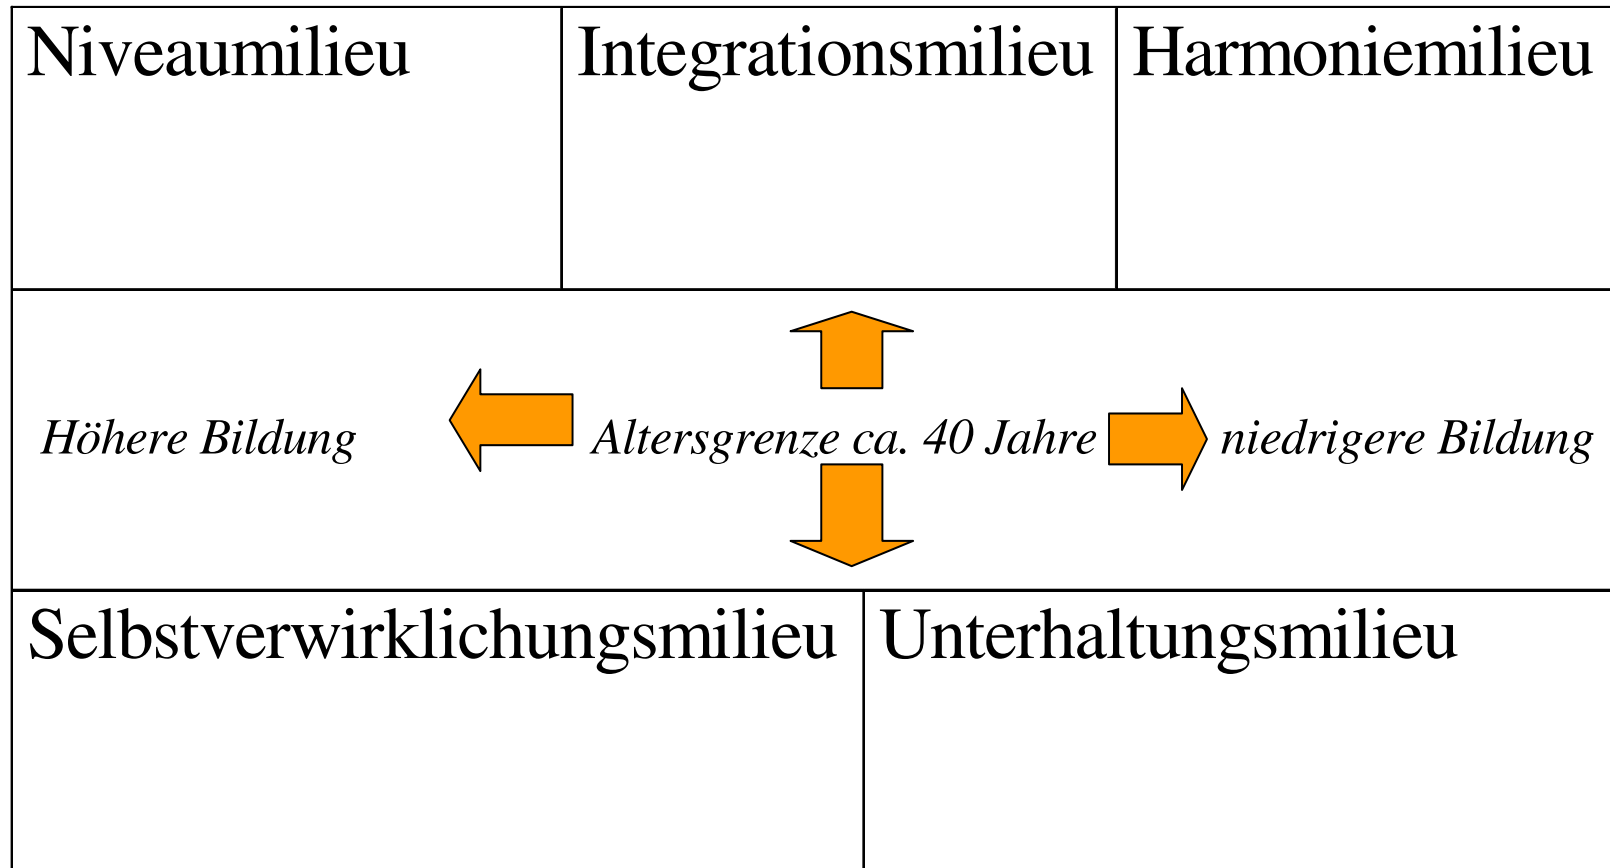 Niveaumilieu
Integrationsmilieu
Harmoniemilieu
Höhere Bildung
Altersgrenze ca. 40 Jahre
niedrigere Bildung
Selbstverwirklichungsmilieu
Unterhaltungsmilieu